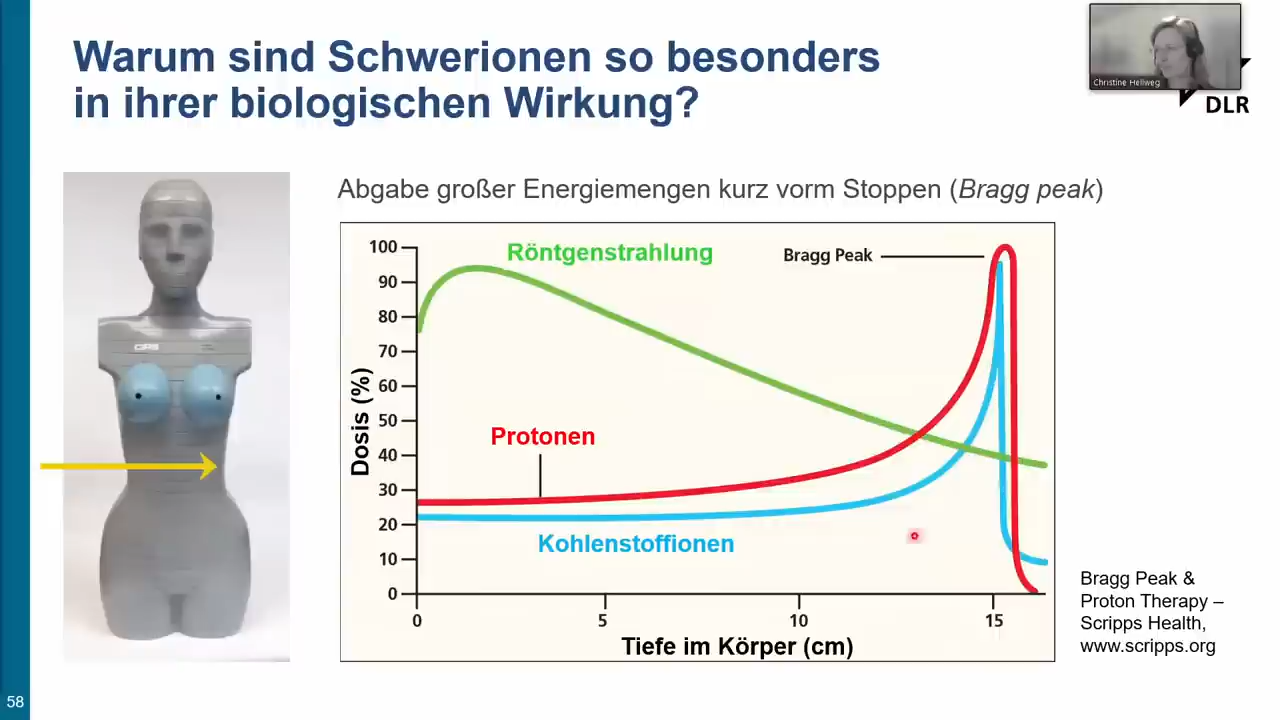 Warum sind Schwerionen so besonders
in ihrer biologischen Wirkung?
Christine Hellweg
DLR
Abgabe großer Energiemengen kurz vorm Stoppen (Bragg peak)
CIRS
Röntgenstrahlung
Bragg Peak
Protonen
Kohlenstoffionen
Dosis (%)
100
90
80
70
60
50
40
30
20
10
0
0 5 10 15
Tiefe im Körper (cm)
Bragg Peak &
Proton Therapy –
Scripps Health,
www.scripps.org
58